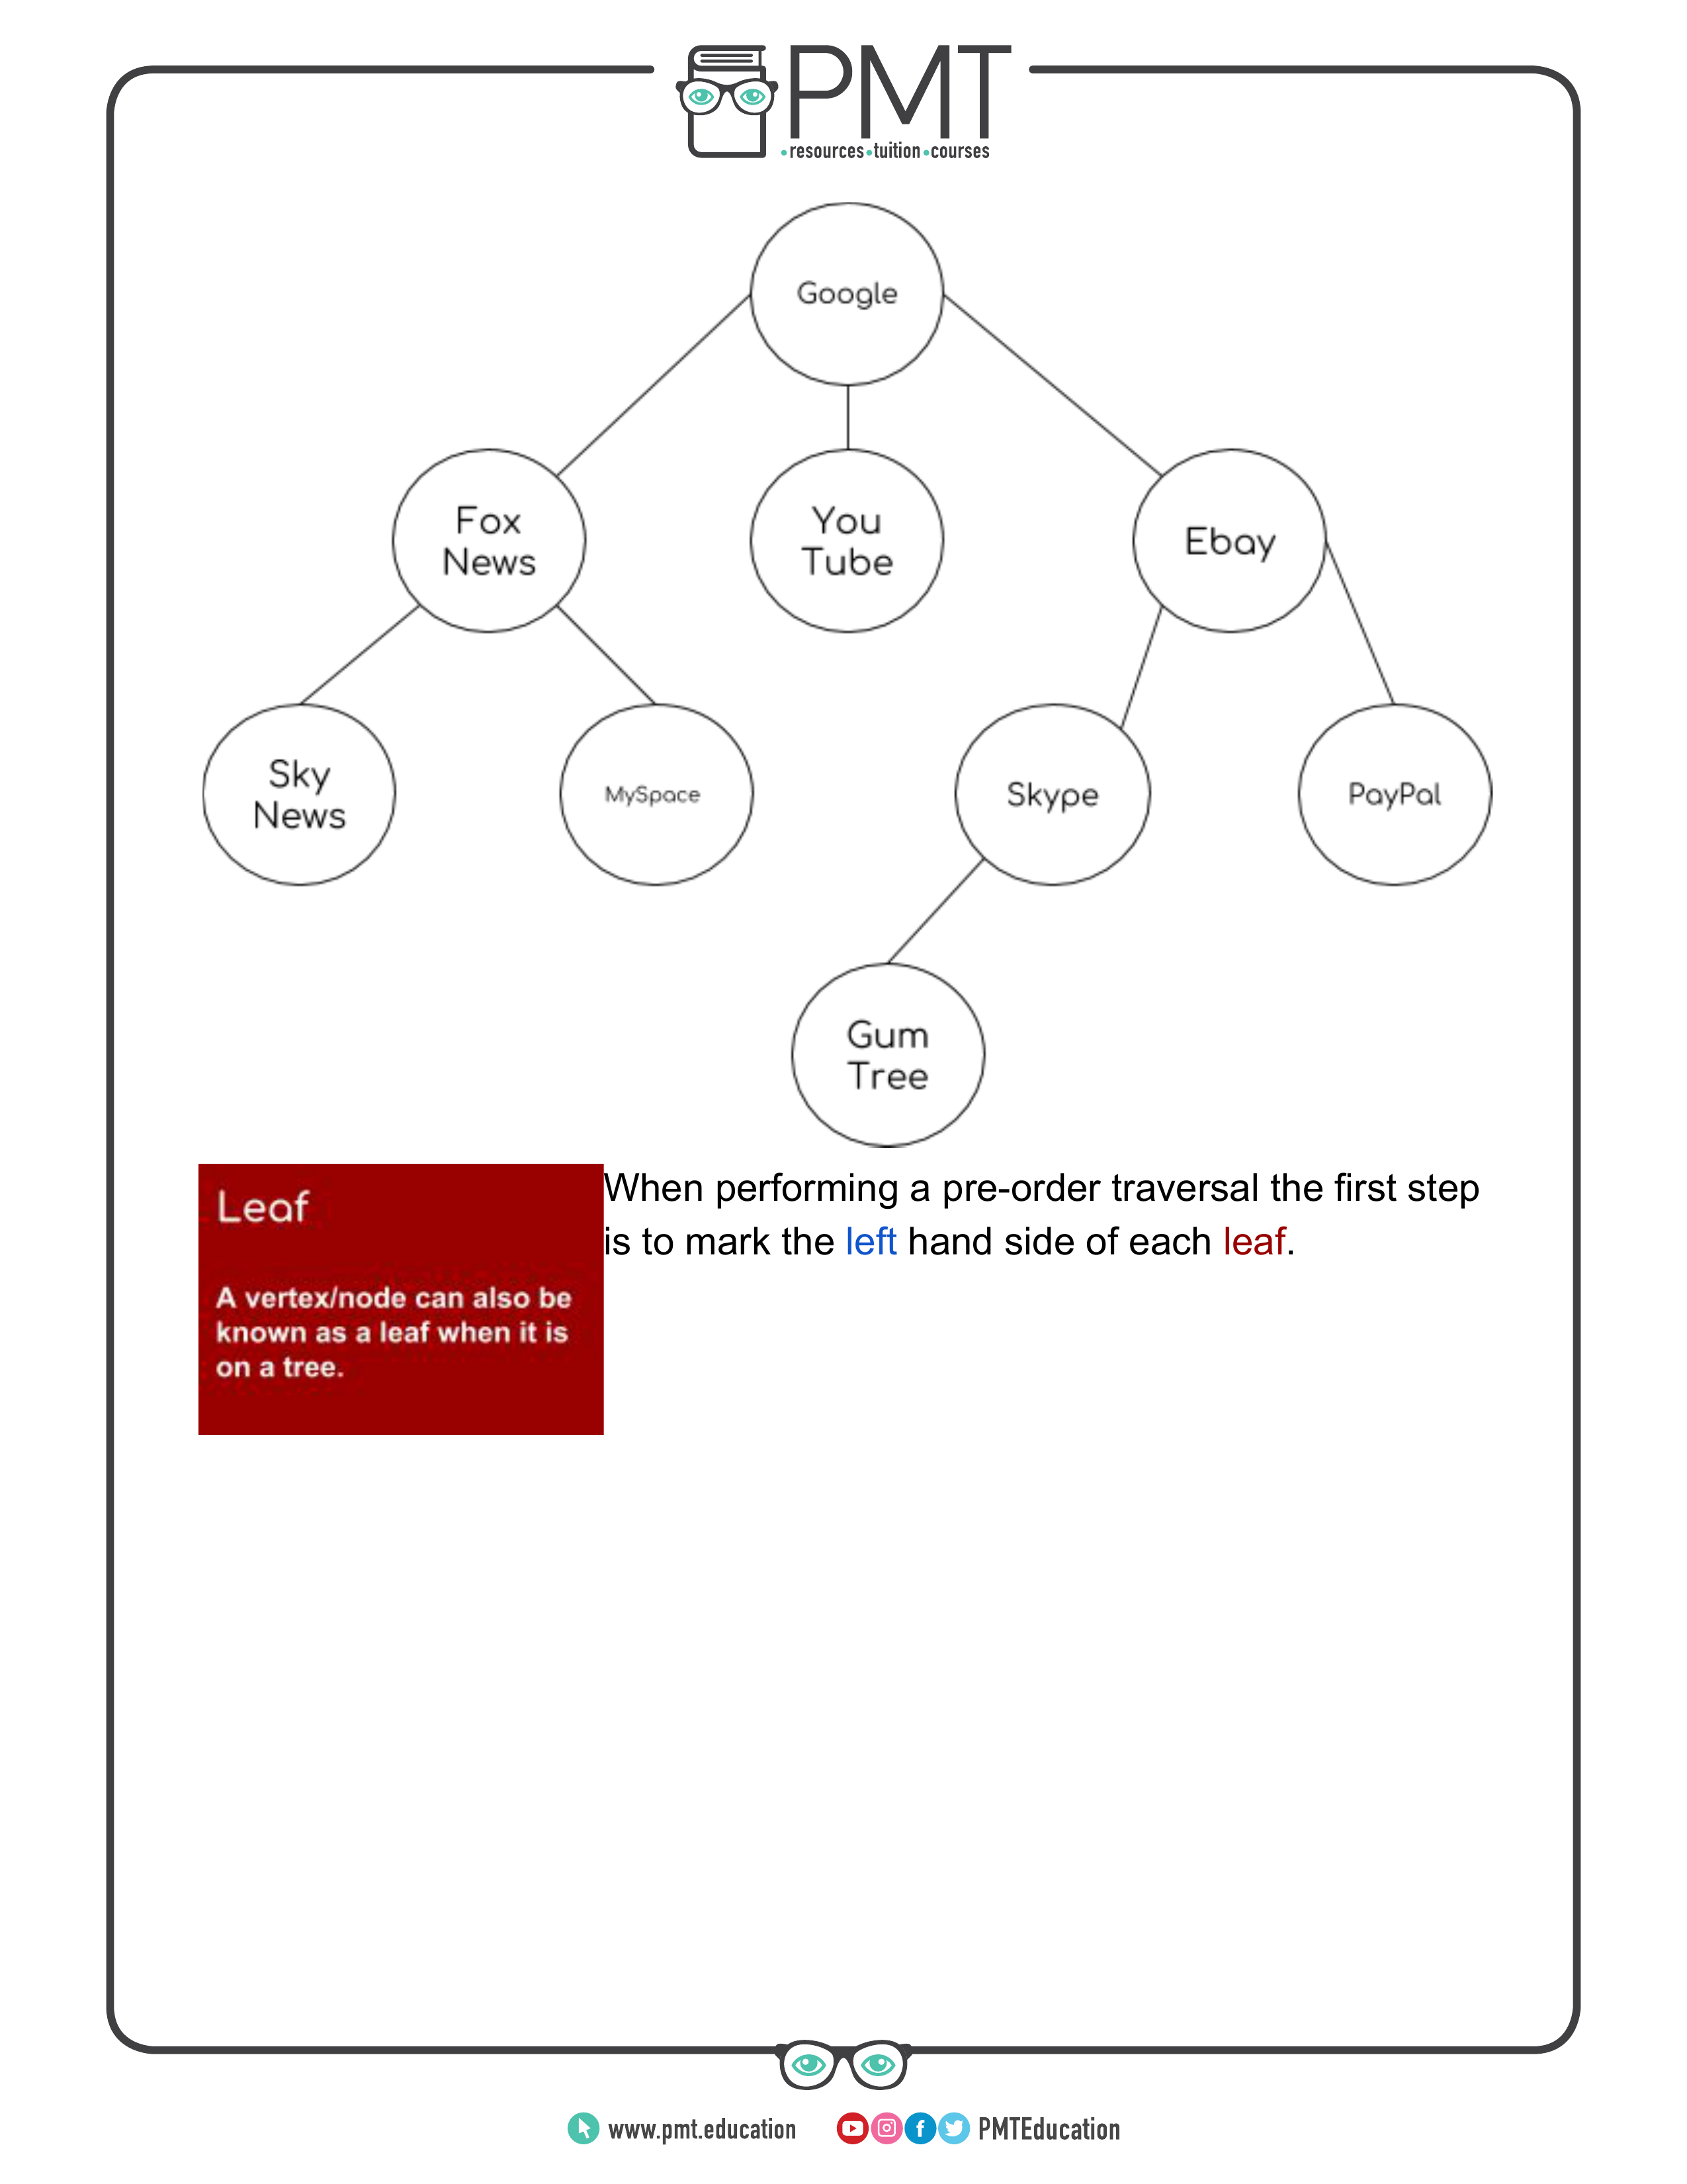 PMT
resources tuition courses
Google
Fox
News
You
Tube
Ebay
Sky
News
MySpace
Skype
PayPal
Gum
Tree
Leaf
A vertex/node can also be
known as a leaf when it is
on a tree.
When performing a pre-order traversal the first step
is to mark the left hand side of each leaf.
www.pmt.education
PMTEducation